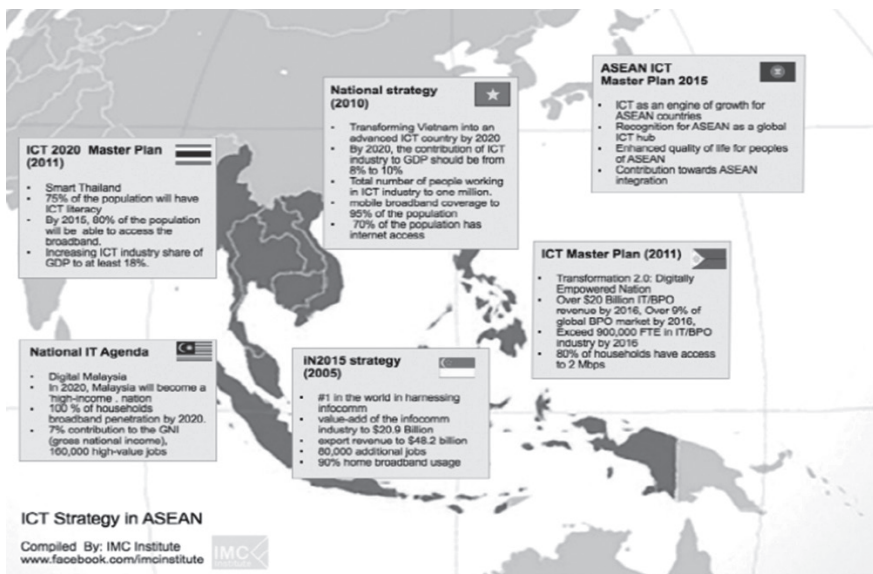 ICT 2020 Master Plan
(2011)
• Smart Thailand
• 75% of the population will have
ICT literacy
• By 2015, 80% of the population
will be able to access the
broadband.
• Increasing ICT industry share of
GDP to at least 18%.
National strategy
(2010)
• Transforming Vietnam into an
advanced ICT country by 2020
• By 2020, the contribution of ICT
industry to GDP should be from
8% to 10%
• Total number of people working
in ICT industry to one million.
• mobile broadband coverage to
95% of the population
• 70% of the population has
internet access
ASEAN ICT
Master Plan 2015
• ICT as an engine of growth for
ASEAN countries
• Recognition for ASEAN as a global
ICT hub
• Enhanced quality of life for peoples
of ASEAN
• Contribution towards ASEAN
integration
ICT Master Plan (2011)
• Transformation 2.0: Digitally
Empowered Nation
• Over $20 Billion IT/BPO
revenue by 2016, Over 9% of
global BPO market by 2016,
• Exceed 900,000 FTE in IT/BPO
industry by 2016
• 80% of households have access
to 2 Mbps
National IT Agenda
• Digital Malaysia
• In 2020, Malaysia will become a
'high-income . nation
• 100 % of households
broadband penetration by 2020.
• 7% contribution to the GNI
(gross national income),
160,000 high-value jobs
iN2015 strategy
(2005)
• #1 in the world in harnessing
infocomm
• value-add of the infocomm
industry to $20.9 Billion
• export revenue to $48.2 billion
• 80,000 additional jobs
• 90% home broadband usage
ICT Strategy in ASEAN
Compiled By: IMC Institute
www.facebook.com/imcinstitute
IMC
Institute